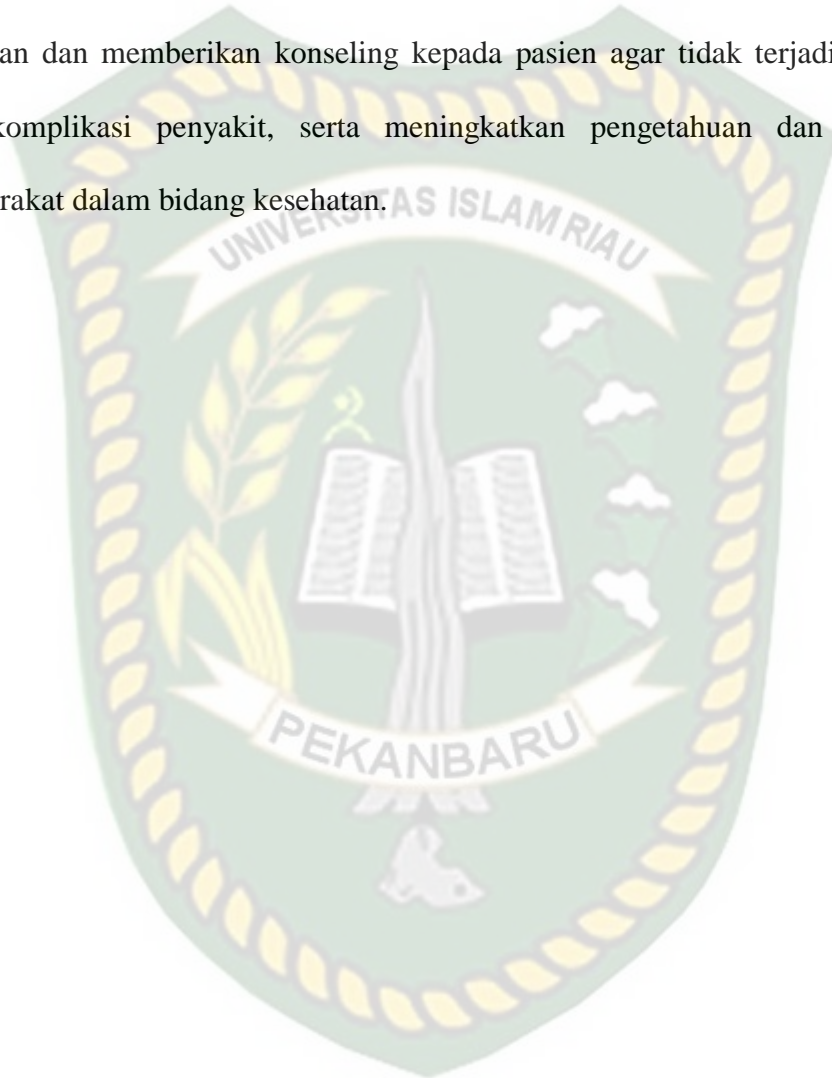 an dan memberikan konseling kepada pasien agar tidak terjadi
komplikasi penyakit, serta meningkatkan pengetahuan dan
rakat dalam bidang kesehatan.
UNIVERSITAS ISLAM RIAU
PEKANBARU